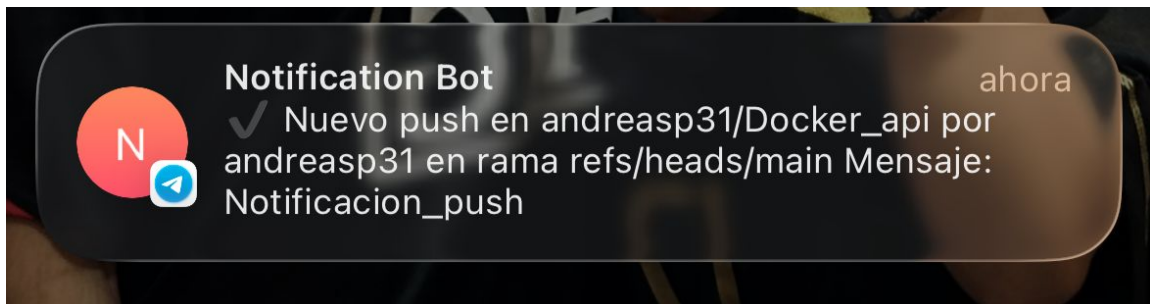 Notification Bot
ahora
✔ Nuevo push en andreasp31/Docker_api por
andreasp31 en rama refs/heads/main Mensaje:
Notificacion_push
N